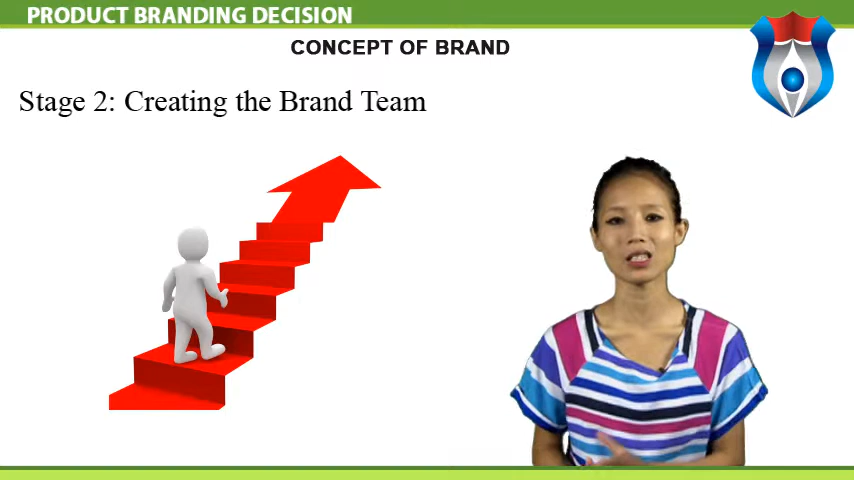 PRODUCT BRANDING DECISION
CONCEPT OF BRAND
Stage 2: Creating the Brand Team